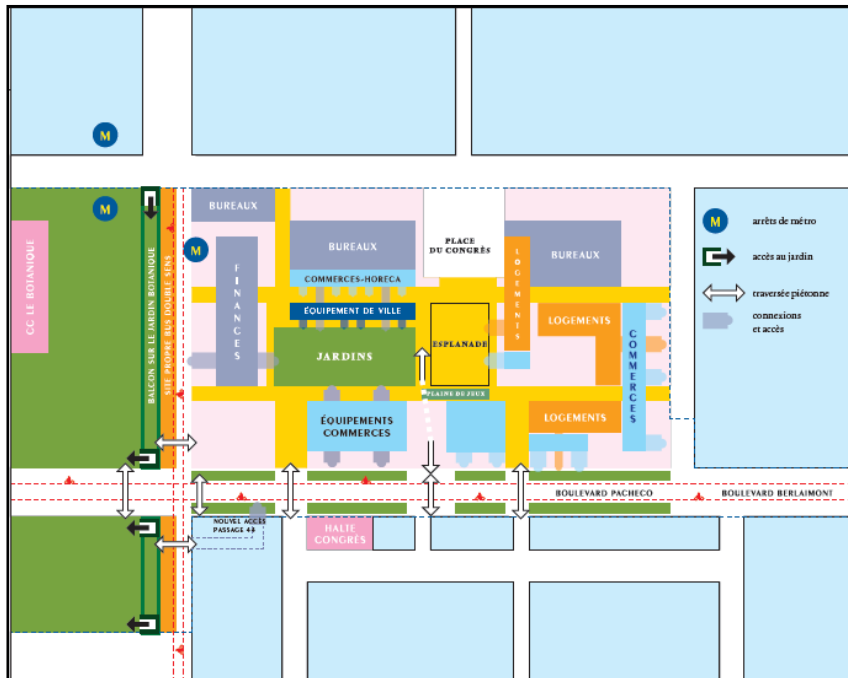 M
M
BUREAUX
M
arrêts de métro
CC LE BOTANIQUE
BALCON SUR LE JARDIN BOTANIQUE
SITE PROPRE BUS DOUBLE SENS
M
FINANCES
BUREAUX
PLACE
DU CONGRÈS
LOGEMENTS
BUREAUX
accès au jardin
COMMERCES-HORECA
traversée piétonne
ÉQUIPEMENT DE VILLE
LOGEMENTS
connexions
et accès
JARDINS
ESPLANADE
COMMERCES
PLAINE DE JEUX
ÉQUIPEMENTS
COMMERCES
LOGEMENTS
BOULEVARD PACHECO
BOULEVARD BERLAIMONT
NOUVEL ACCÈS
PASSAGE 44
HALTE
CONGRÈS